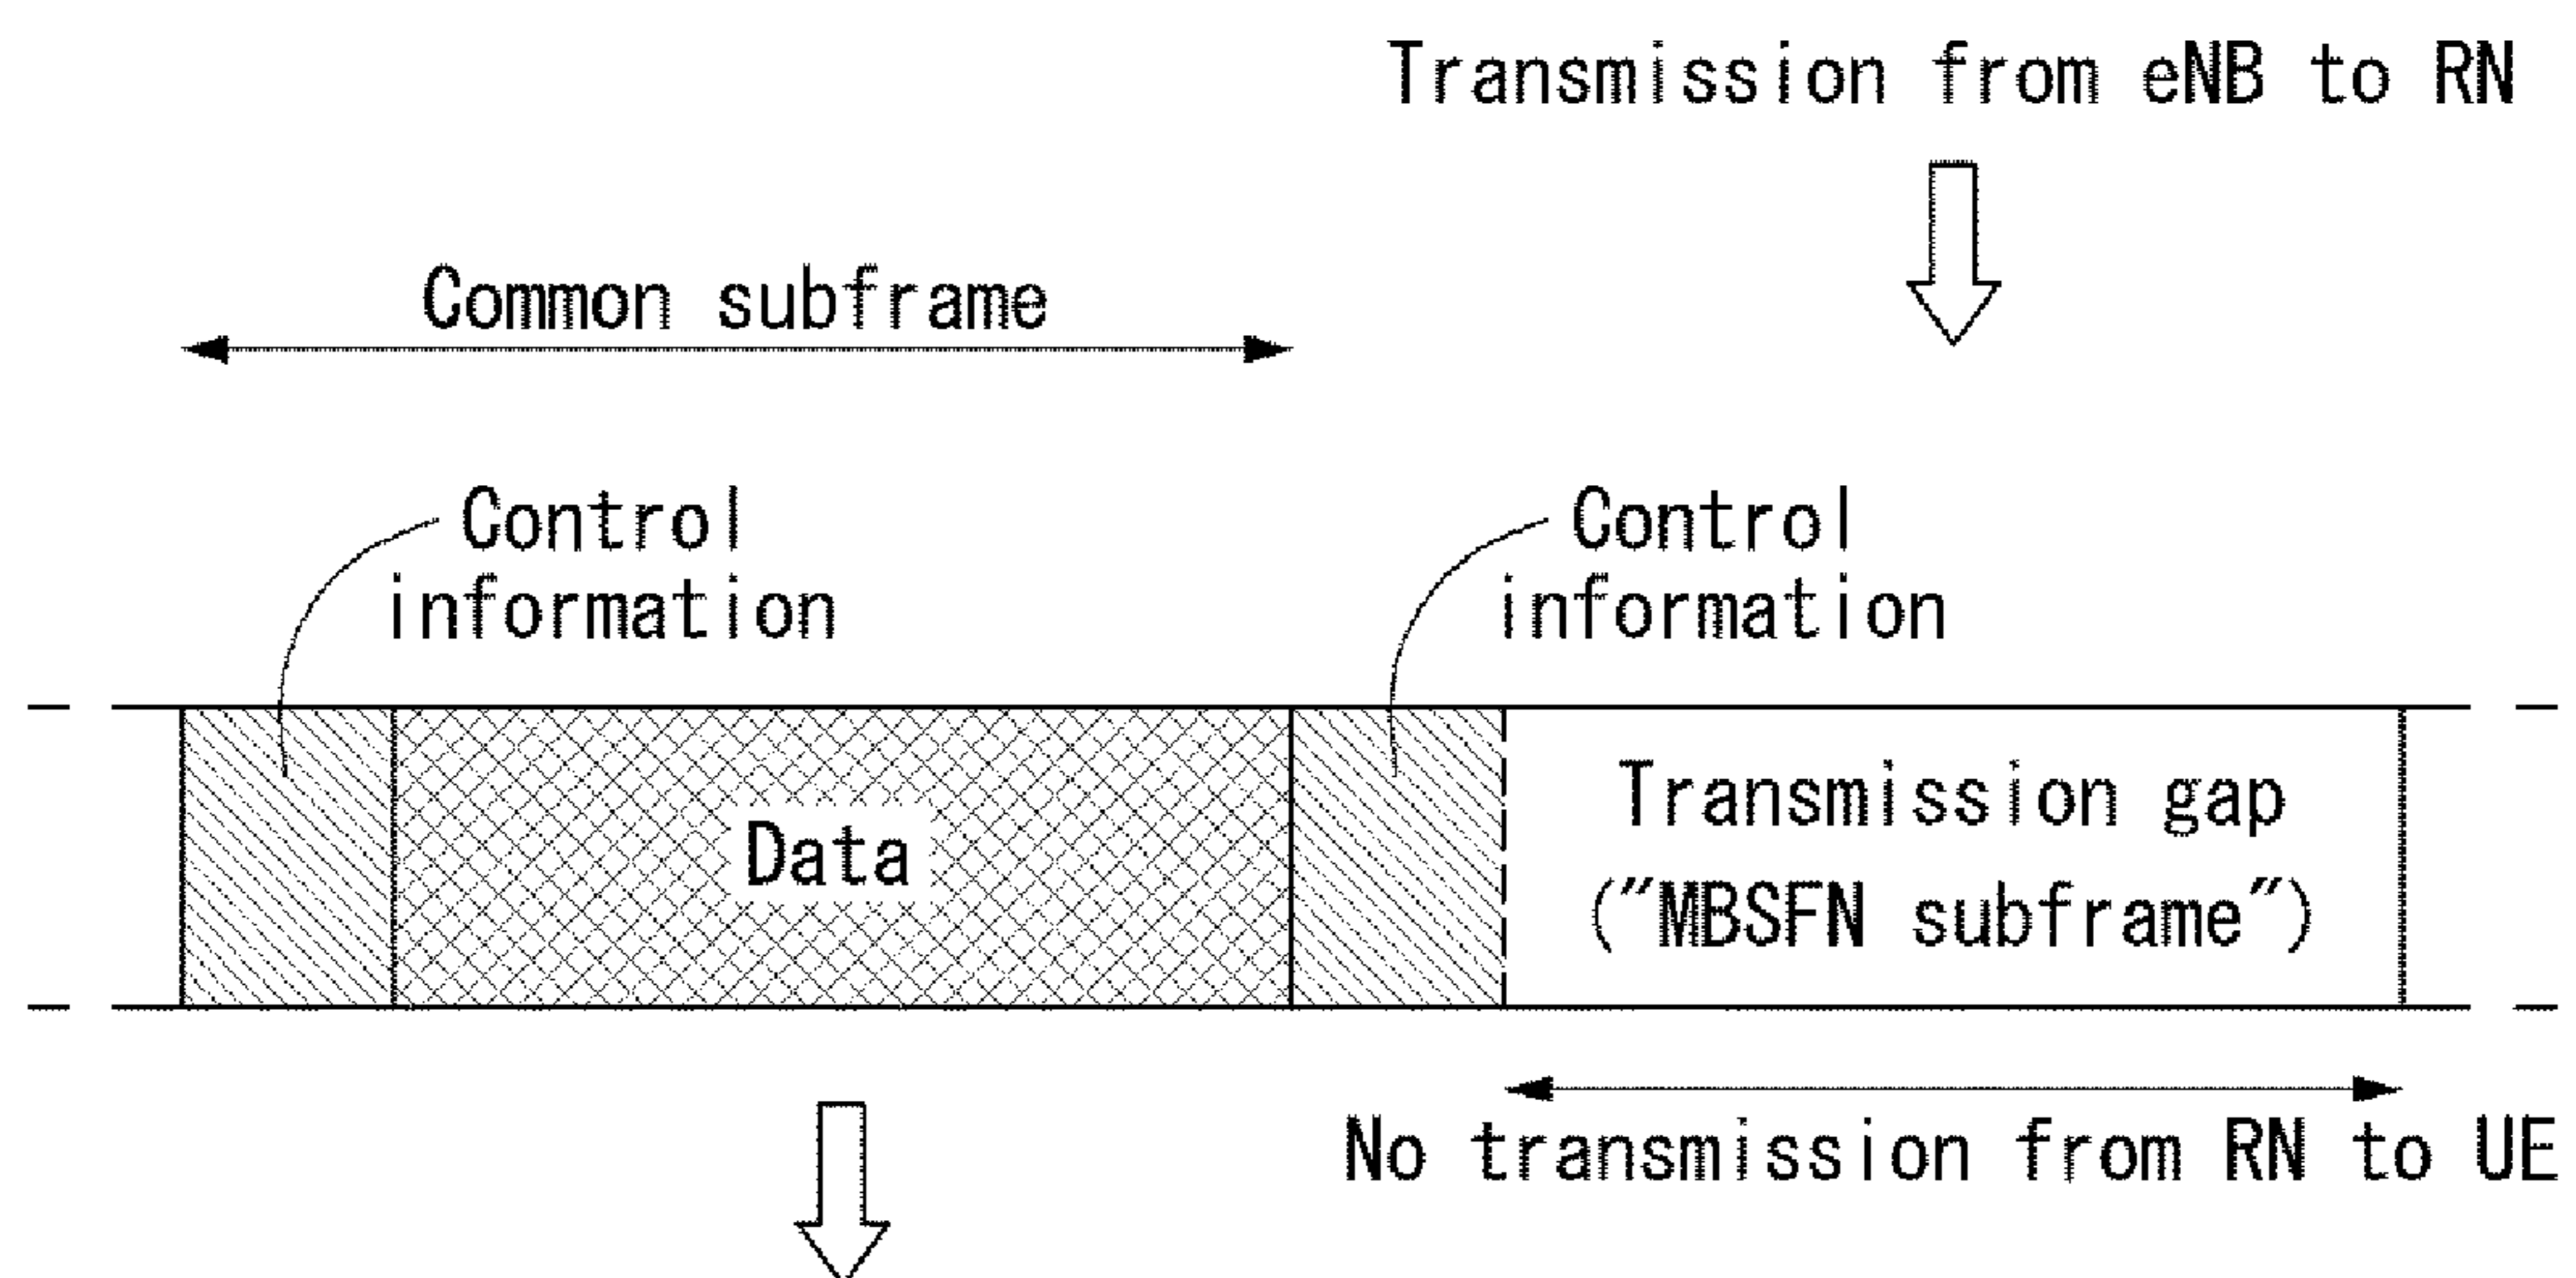 Transmission from eNB to RN
Common subframe
Control
information
Control
information
Data
Transmission gap
("MBSFN subframe")
No transmission from RN to UE